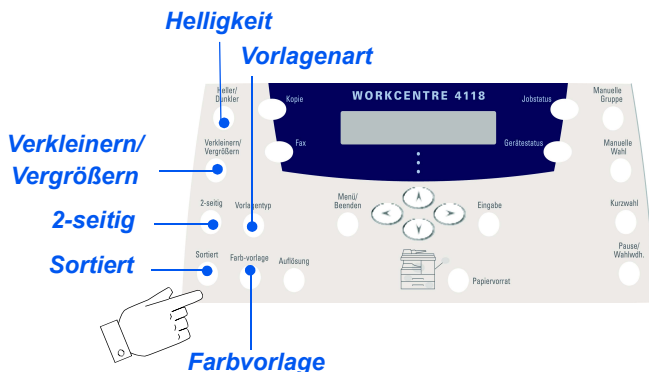 Helligkeit
Vorlagenart
Heller/
Dunkler
Kopie
WORKCENTRE 4118
Jobstatus
Manuelle
Gruppe
Verkleinern/
Vergrößern
Verkleinern/
Vergrößern
Fax
Gerätestatus
Manuelle
Wahl
2-seitig
2-seitig
Vorlagentyp
Menü/
Beenden
Eingabe
Kurzwahl
Sortiert
Sortiert
Farb-vorlage
Auflösung
Papiervorrat
Pause/
Wahlwdh.
Farbvorlage